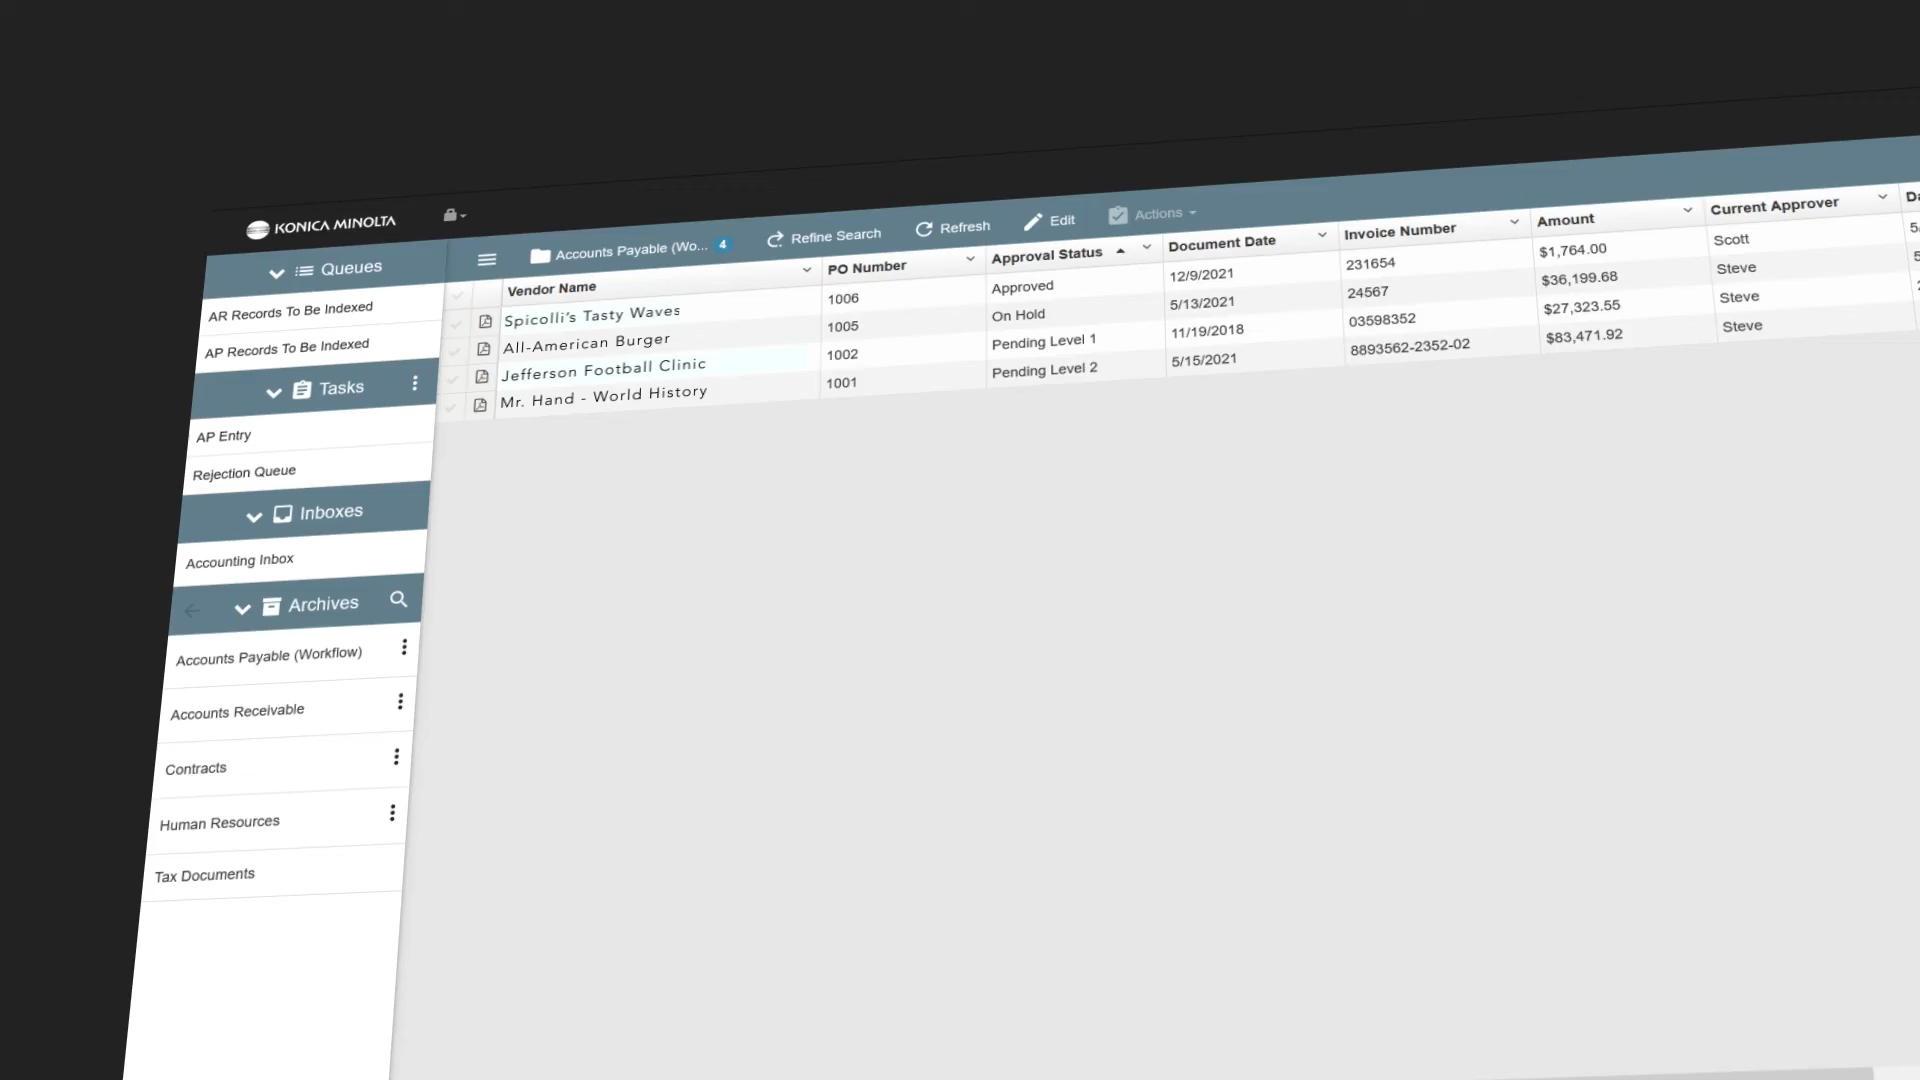 KONICA MINOLTA
Queues
AR Records To Be Indexed
AP Records To Be Indexed
Tasks
AP Entry
Rejection Queue
Inboxes
Accounting Inbox
Archives
Accounts Payable (Workflow)
Accounts Receivable
Contracts
Human Resources
Tax Documents
Accounts Payable (Wo... 4 Refine Search Refresh Edit Actions
Vendor Name PO Number Approval Status Document Date Invoice Number Amount Current Approver
Spicolli's Tasty Waves 1006 Approved 12/9/2021 231654 $1,764.00 Scott
All-American Burger 1005 On Hold 5/13/2021 24567 $36,199.68 Steve
Jefferson Football Clinic 1002 Pending Level 1 11/19/2018 03598352 $27,323.55 Steve
Mr. Hand - World History 1001 Pending Level 2 5/15/2021 8893562-2352-02 $83,471.92 Steve